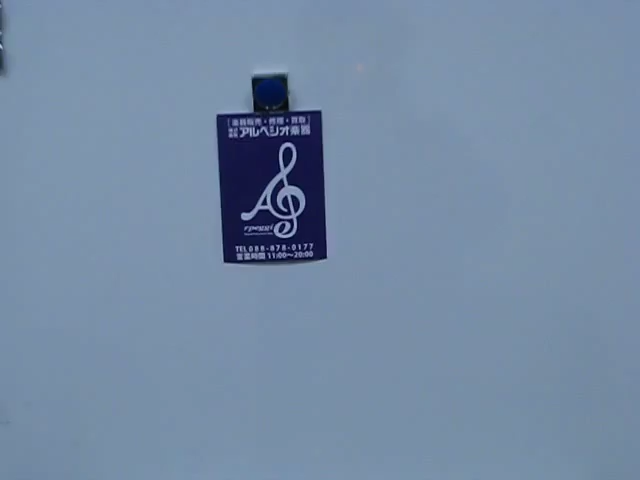 [楽器販売・修理・買取]
株式会社 アルペジオ楽器
rpeggi
TEL 088-878-0177
営業時間 11:00～20:00